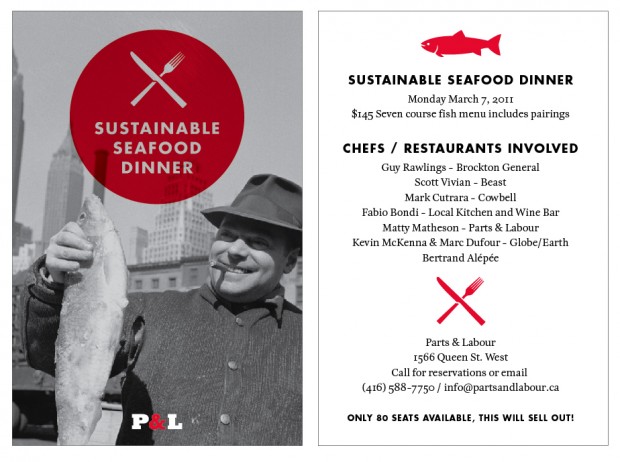 SUSTAINABLE
SEAFOOD
DINNER
P&L
SUSTAINABLE SEAFOOD DINNER
Monday March 7, 2011
$145 Seven course fish menu includes pairings
CHEFS / RESTAURANTS INVOLVED
Guy Rawlings - Brockton General
Scott Vivian - Beast
Mark Cutrara - Cowbell
Fabio Bondi - Local Kitchen and Wine Bar
Matty Matheson - Parts & Labour
Kevin McKenna & Marc Dufour - Globe/Earth
Bertrand Alépée
Parts & Labour
1566 Queen St. West
Call for reservations or email
(416) 588-7750 / info@partsandlabour.ca
ONLY 80 SEATS AVAILABLE, THIS WILL SELL OUT!